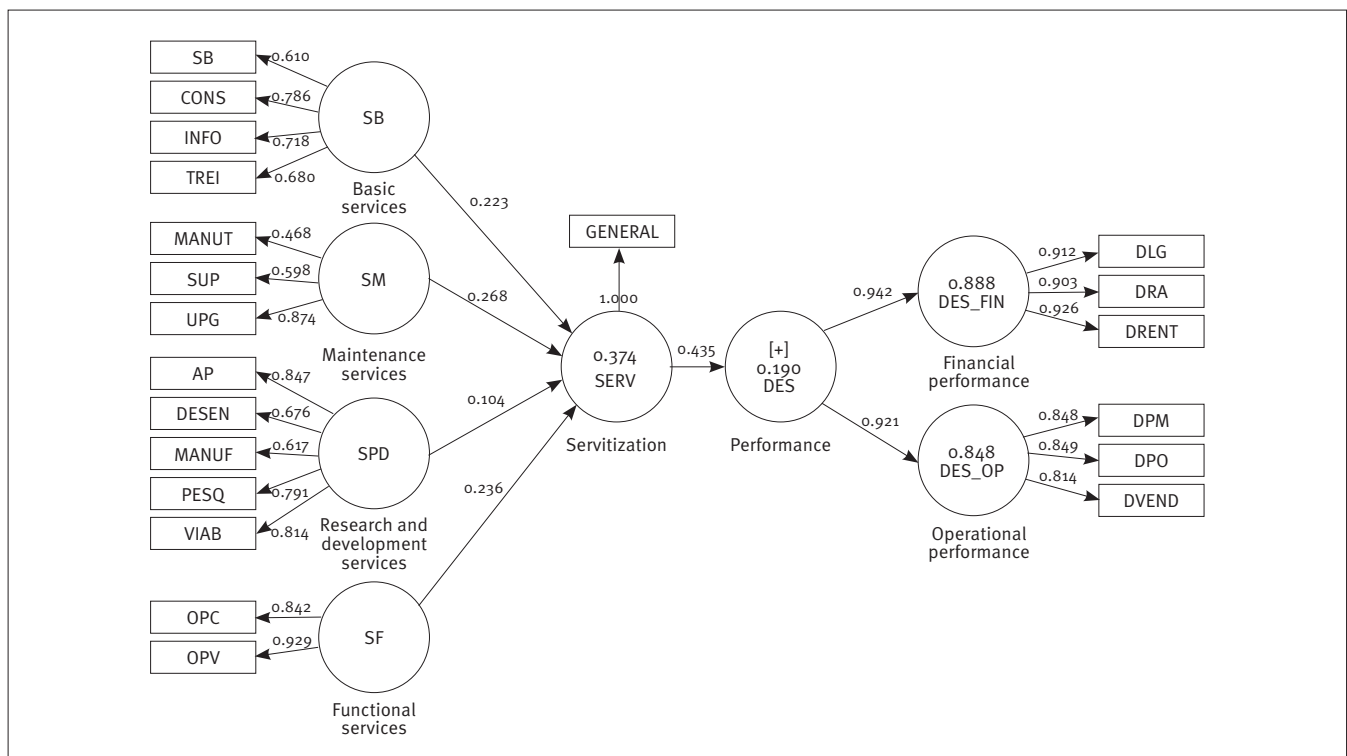 SB
0.610
CONS
0.786
INFO
0.718
TREI
0.680
SB
Basic
services
0.223
MANUT
0.468
SUP
0.598
UPG
0.874
SM
Maintenance
services
0.268
AP
0.847
DESEN
0.676
MANUF
0.617
PESQ
0.791
VIAB
0.814
SPD
Research and
development
services
0.104
OPC
0.842
OPV
0.929
SF
Functional
services
0.236
GENERAL
1.000
0.374
SERV
Servitization
0.435
[+]
0.190
DES
Performance
0.942
0.888
DES_FIN
Financial
performance
0.912
DLG
0.903
DRA
0.926
DRENT
0.921
0.848
DES_OP
Operational
performance
0.848
DPM
0.849
DPO
0.814
DVEND